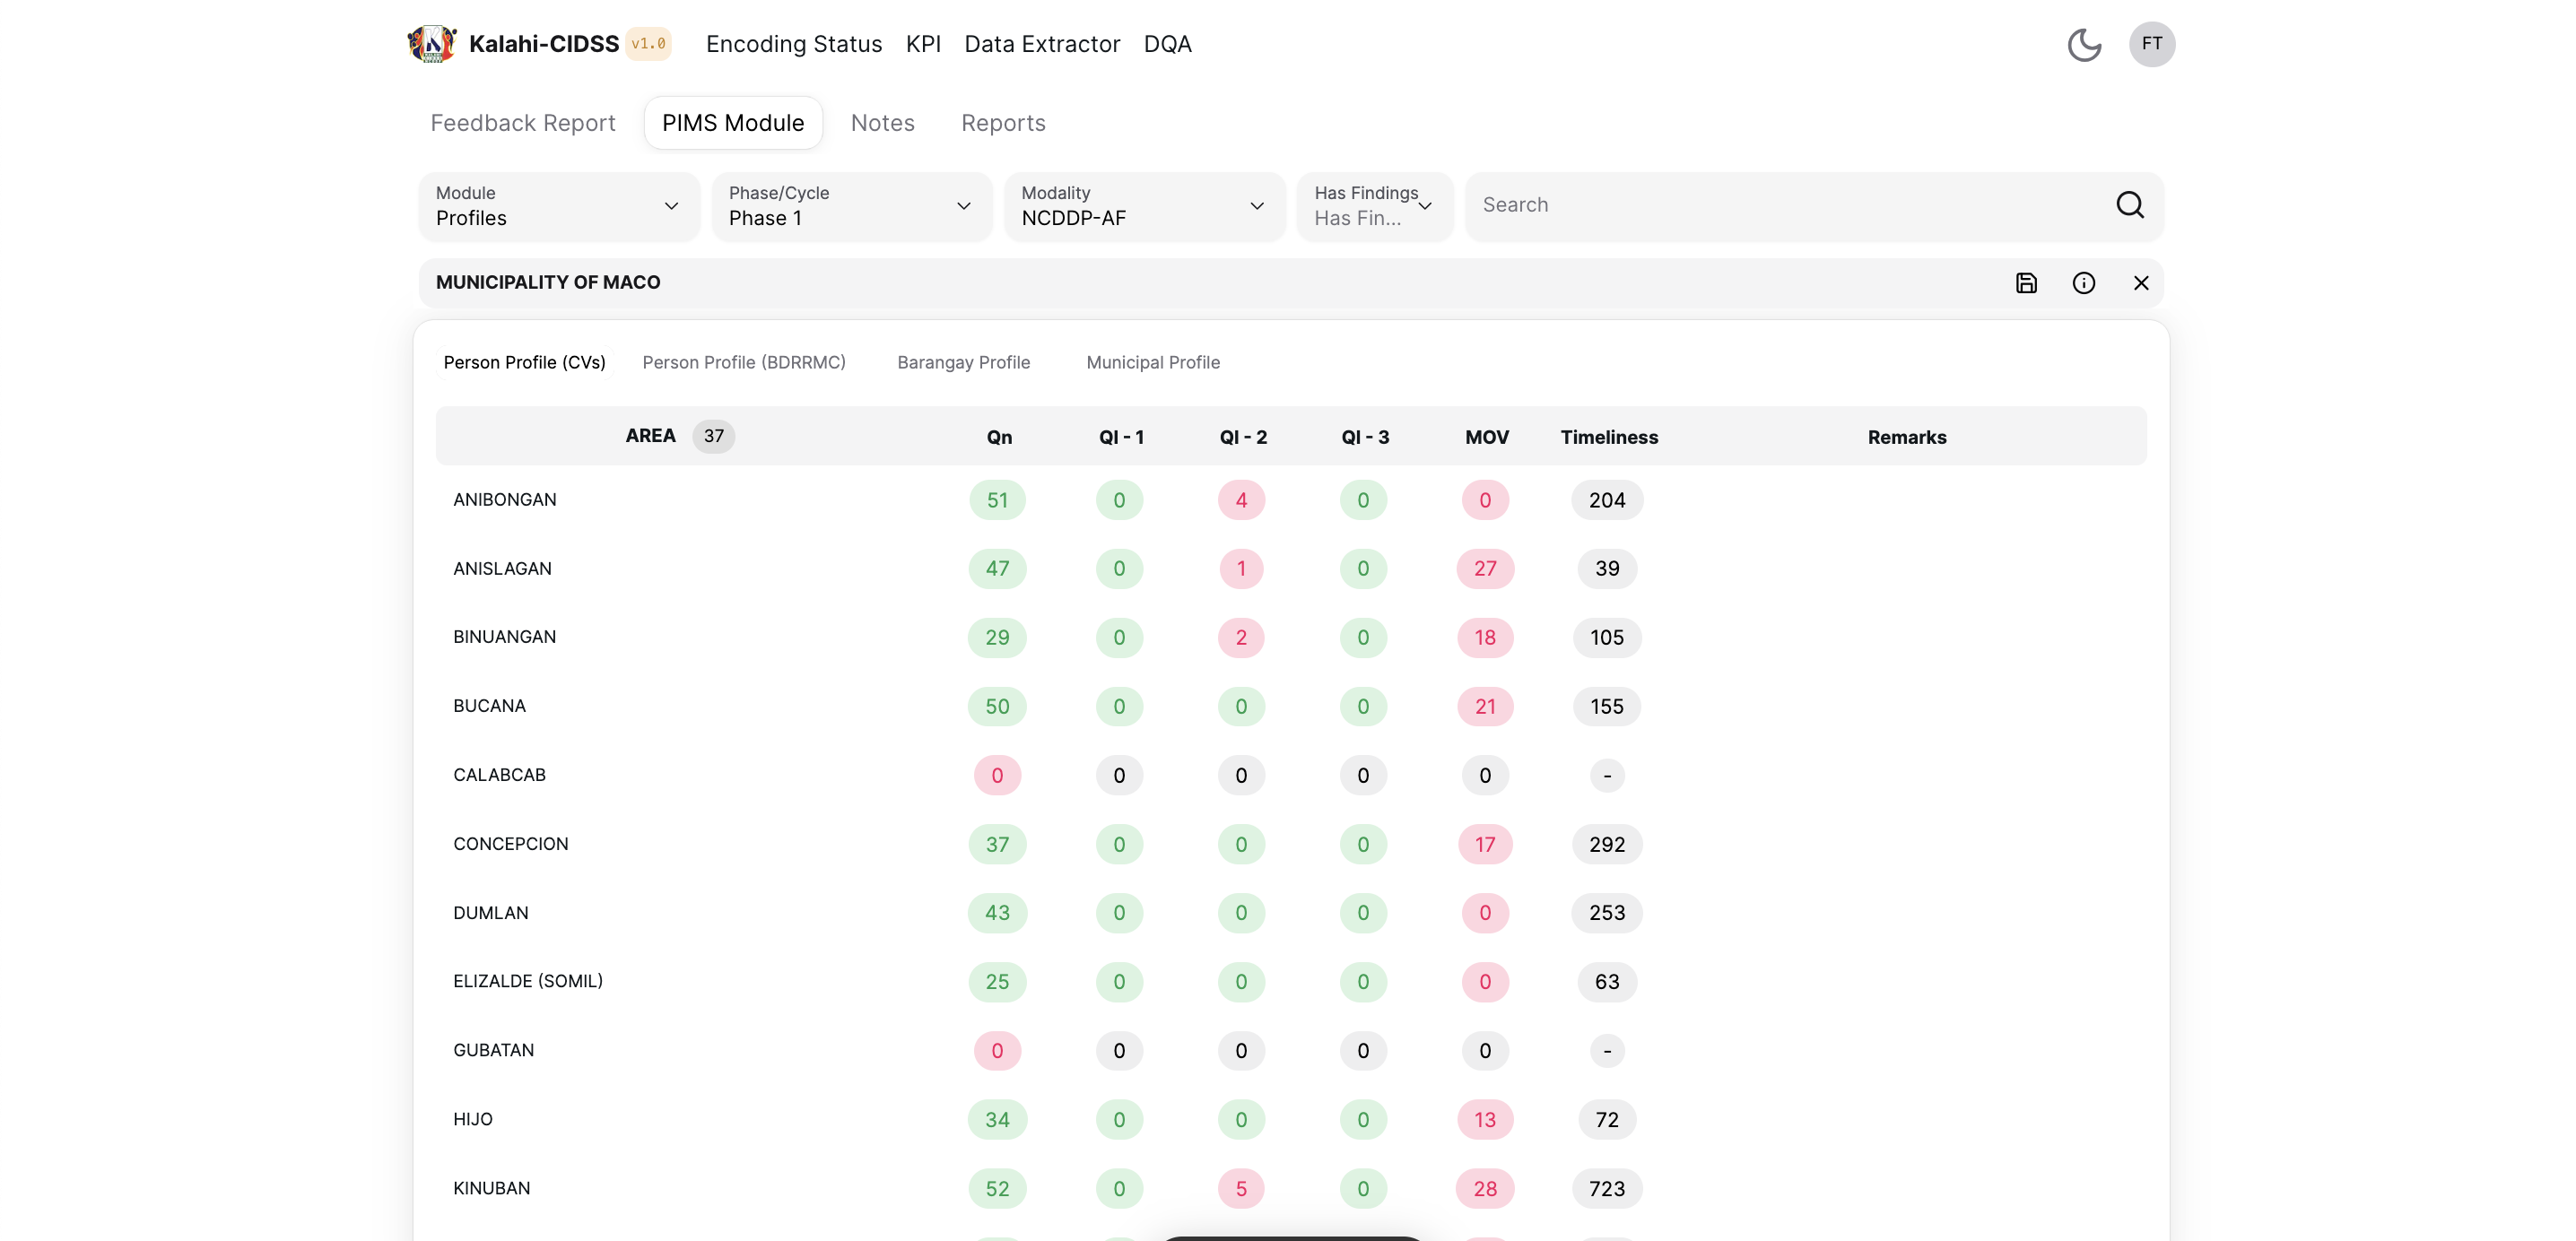 Kalahi-CIDSS v1.0 Encoding Status KPI Data Extractor DQA FT
Feedback Report PIMS Module Notes Reports
Module Phase/Cycle Modality Has Findings
Profiles Phase 1 NCDDP-AF Has Fin... Search
MUNICIPALITY OF MACO
Person Profile (CVs) Person Profile (BDRRMC) Barangay Profile Municipal Profile
AREA 37 Qn Ql - 1 Ql - 2 Ql - 3 MOV Timeliness Remarks
ANIBONGAN 51 0 4 0 0 204
ANISLAGAN 47 0 1 0 27 39
BINUANGAN 29 0 2 0 18 105
BUCANA 50 0 0 0 21 155
CALABCAB 0 0 0 0 0 -
CONCEPCION 37 0 0 0 17 292
DUMLAN 43 0 0 0 0 253
ELIZALDE (SOMIL) 25 0 0 0 0 63
GUBATAN 0 0 0 0 0 -
HIJO 34 0 0 0 13 72
KINUBAN 52 0 5 0 28 723